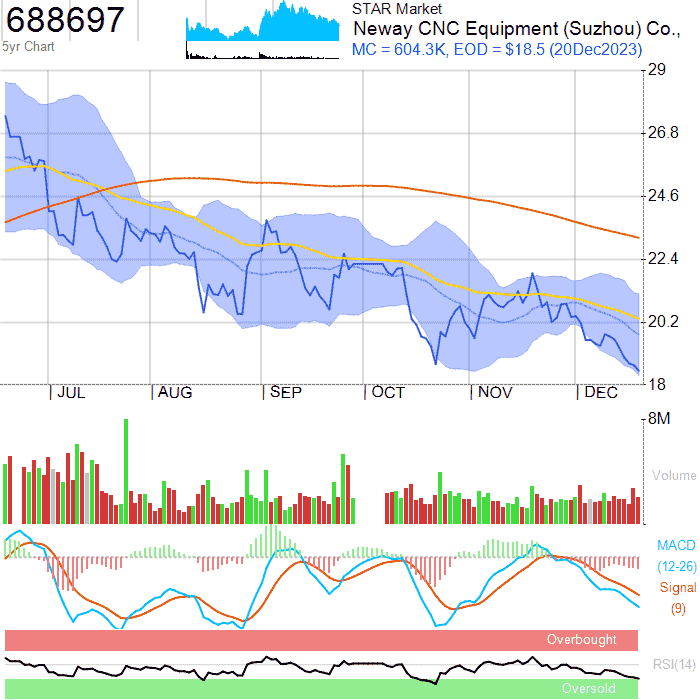 688697
5yr Chart
STAR Market
Neway CNC Equipment (Suzhou) Co.,
MC = 604.3K, EOD = $18.5 (20Dec2023)
29
26.8
24.6
22.4
20.2
18
JUL
AUG
SEP
OCT
NOV
DEC
8M
Volume
MACD
(12-26)
Signal
(9)
Overbought
RSI(14)
Oversold